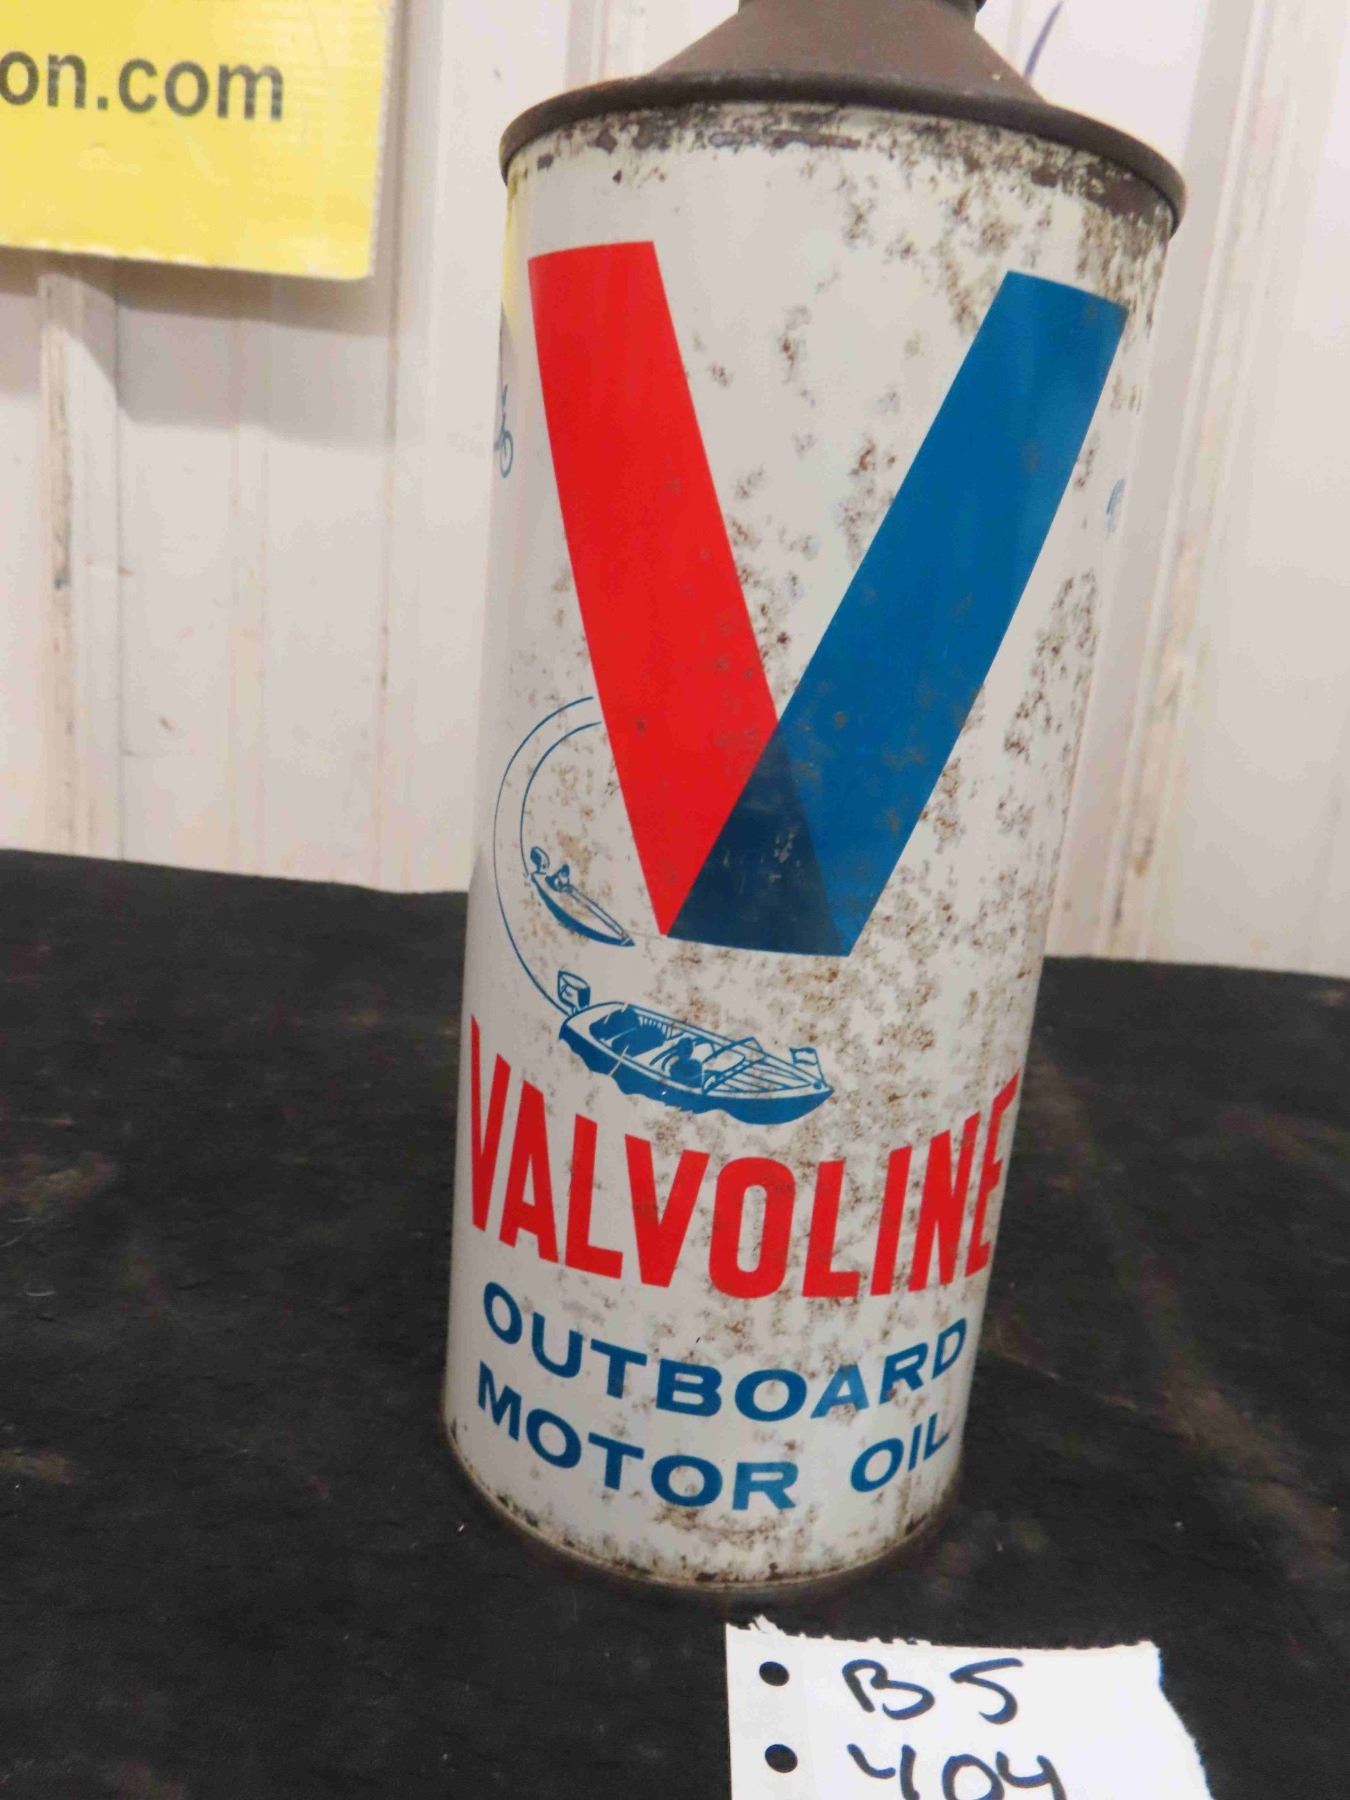 on.com
V
VALVOLINE
OUTBOARD
MOTOR OIL
B5
404